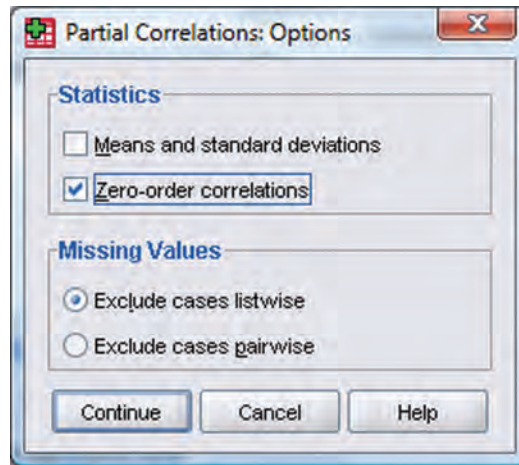 Partial Correlations: Options
Statistics
Means and standard deviations
Zero-order correlations
Missing Values
Exclude cases listwise
Exclude cases pairwise
Continue Cancel Help